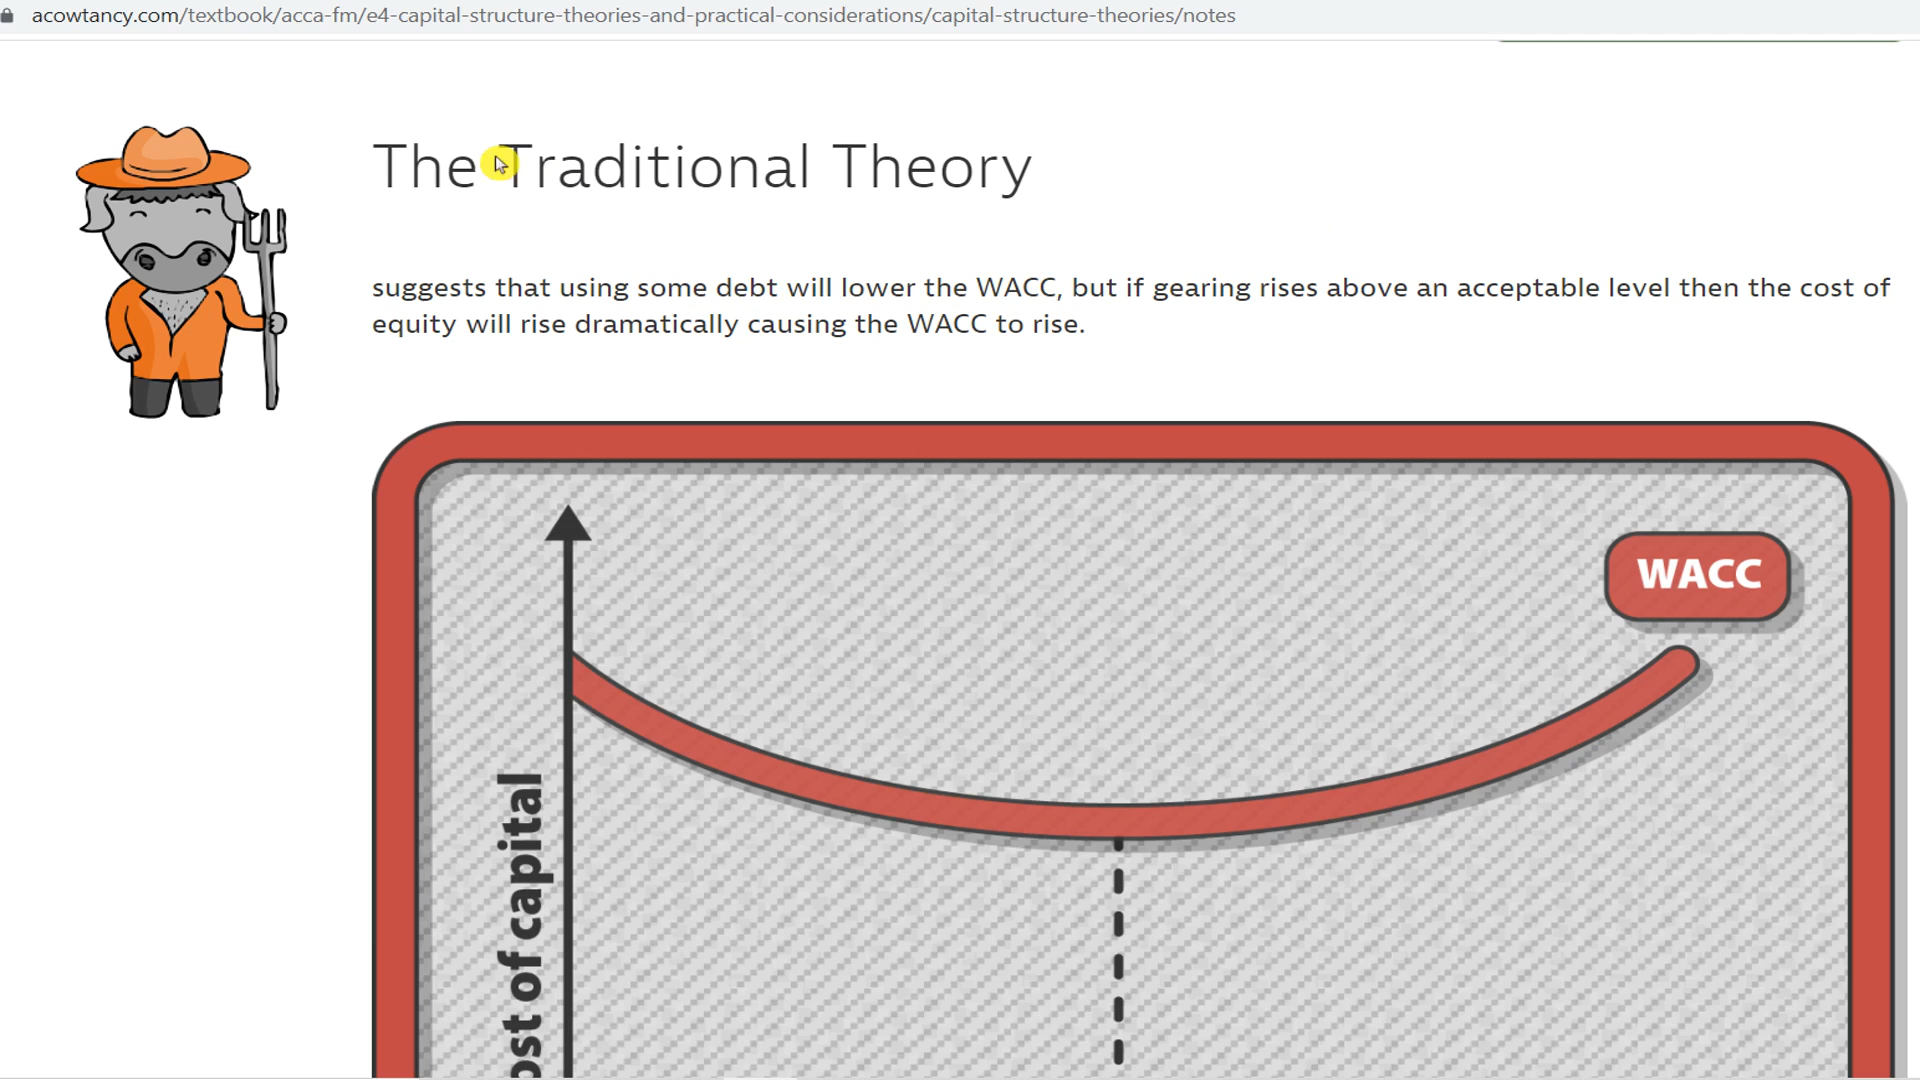 acowtancy.com/textbook/acca-fm/e4-capital-structure-theories-and-practical-considerations/capital-structure-theories/notes
The Traditional Theory
suggests that using some debt will lower the WACC, but if gearing rises above an acceptable level then the cost of
equity will rise dramatically causing the WACC to rise.
WACC
ost of capital